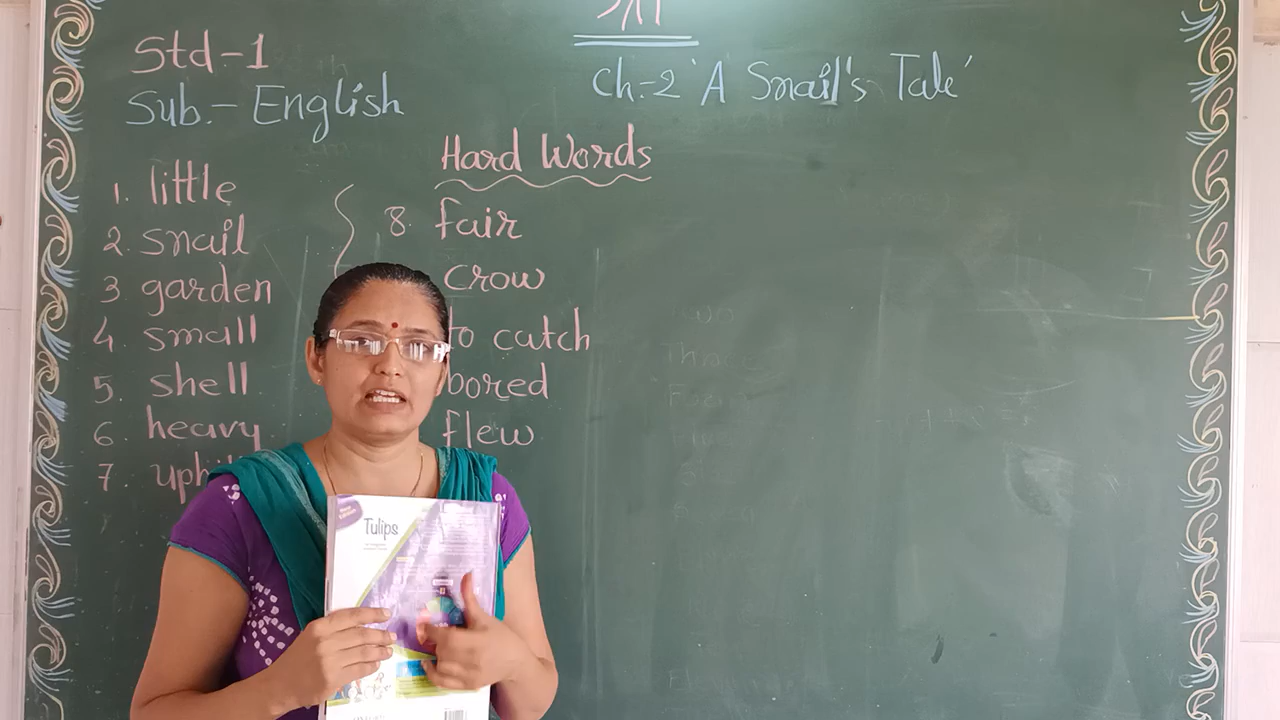 Std-1
Sub.- English
Ch.-2 'A Snail's Tale'
Hard Words
1. little
2. snail
3. garden
4. small
5. shell
6. heavy
7.
8. fair
crow
to catch
bored
flew
Tulips